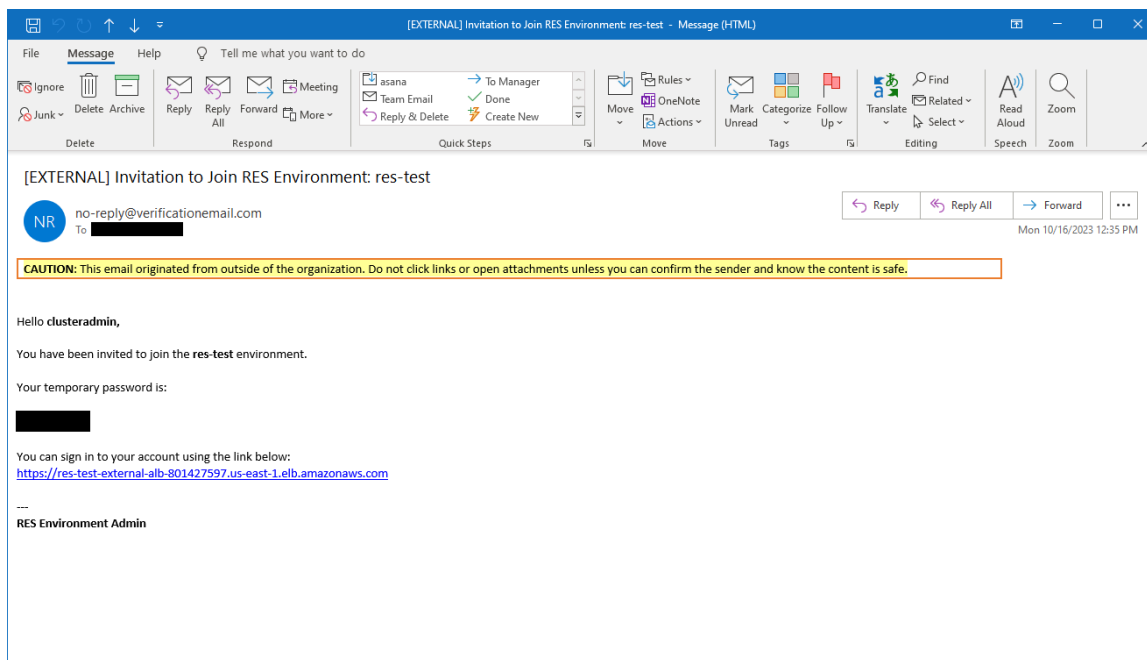 [EXTERNAL] Invitation to Join RES Environment: res-test - Message (HTML)
File Message Help Tell me what you want to do
Ignore
Junk
Delete
Archive
Delete
Reply
Reply All
Forward
Meeting
More
Respond
asana
Team Email
Reply & Delete
To Manager
Done
Create New
Quick Steps
Move
Rules
OneNote
Actions
Move
Mark Unread
Categorize
Follow Up
Tags
Translate
Find
Related
Select
Editing
Read Aloud
Speech
Zoom
Zoom
[EXTERNAL] Invitation to Join RES Environment: res-test
NR
no-reply@verificationemail.com
To
Reply
Reply All
Forward
Mon 10/16/2023 12:35 PM
CAUTION: This email originated from outside of the organization. Do not click links or open attachments unless you can confirm the sender and know the content is safe.
Hello clusteradmin,
You have been invited to join the res-test environment.
Your temporary password is:
You can sign in to your account using the link below:
https://res-test-external-alb-801427597.us-east-1.elb.amazonaws.com
---
RES Environment Admin